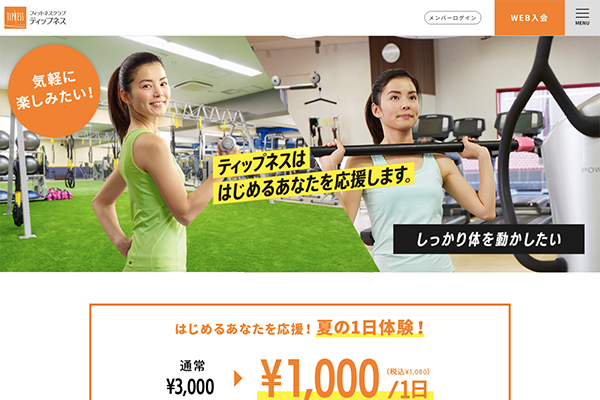 TIPNESS
フィットネスクラブ
ティップネス
メンバーログイン
WEB入会
MENU
気軽に
楽しみたい！
ティップネスは
はじめるあなたを応援します。
しっかり体を動かしたい
はじめるあなたを応援！ 夏の1日体験！
通常
¥3,000
¥1,000
（税込¥1,080）
/1日